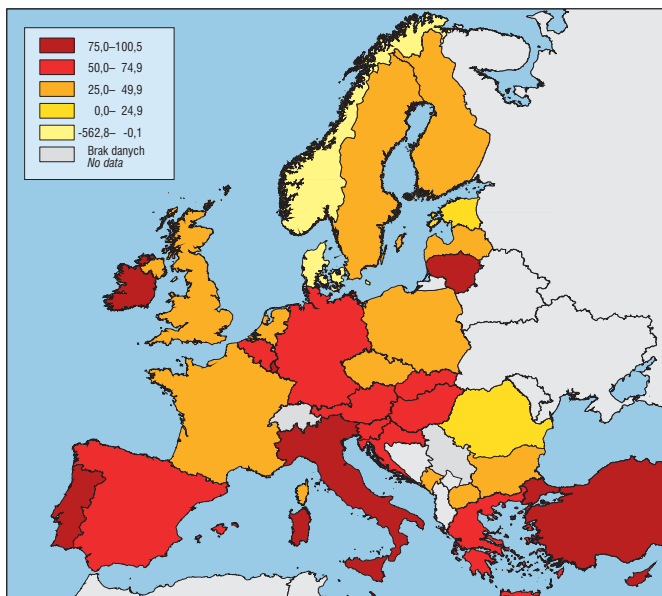 75,0–100,5
50,0– 74,9
25,0– 49,9
0,0– 24,9
-562,8– -0,1
Brak danych
No data